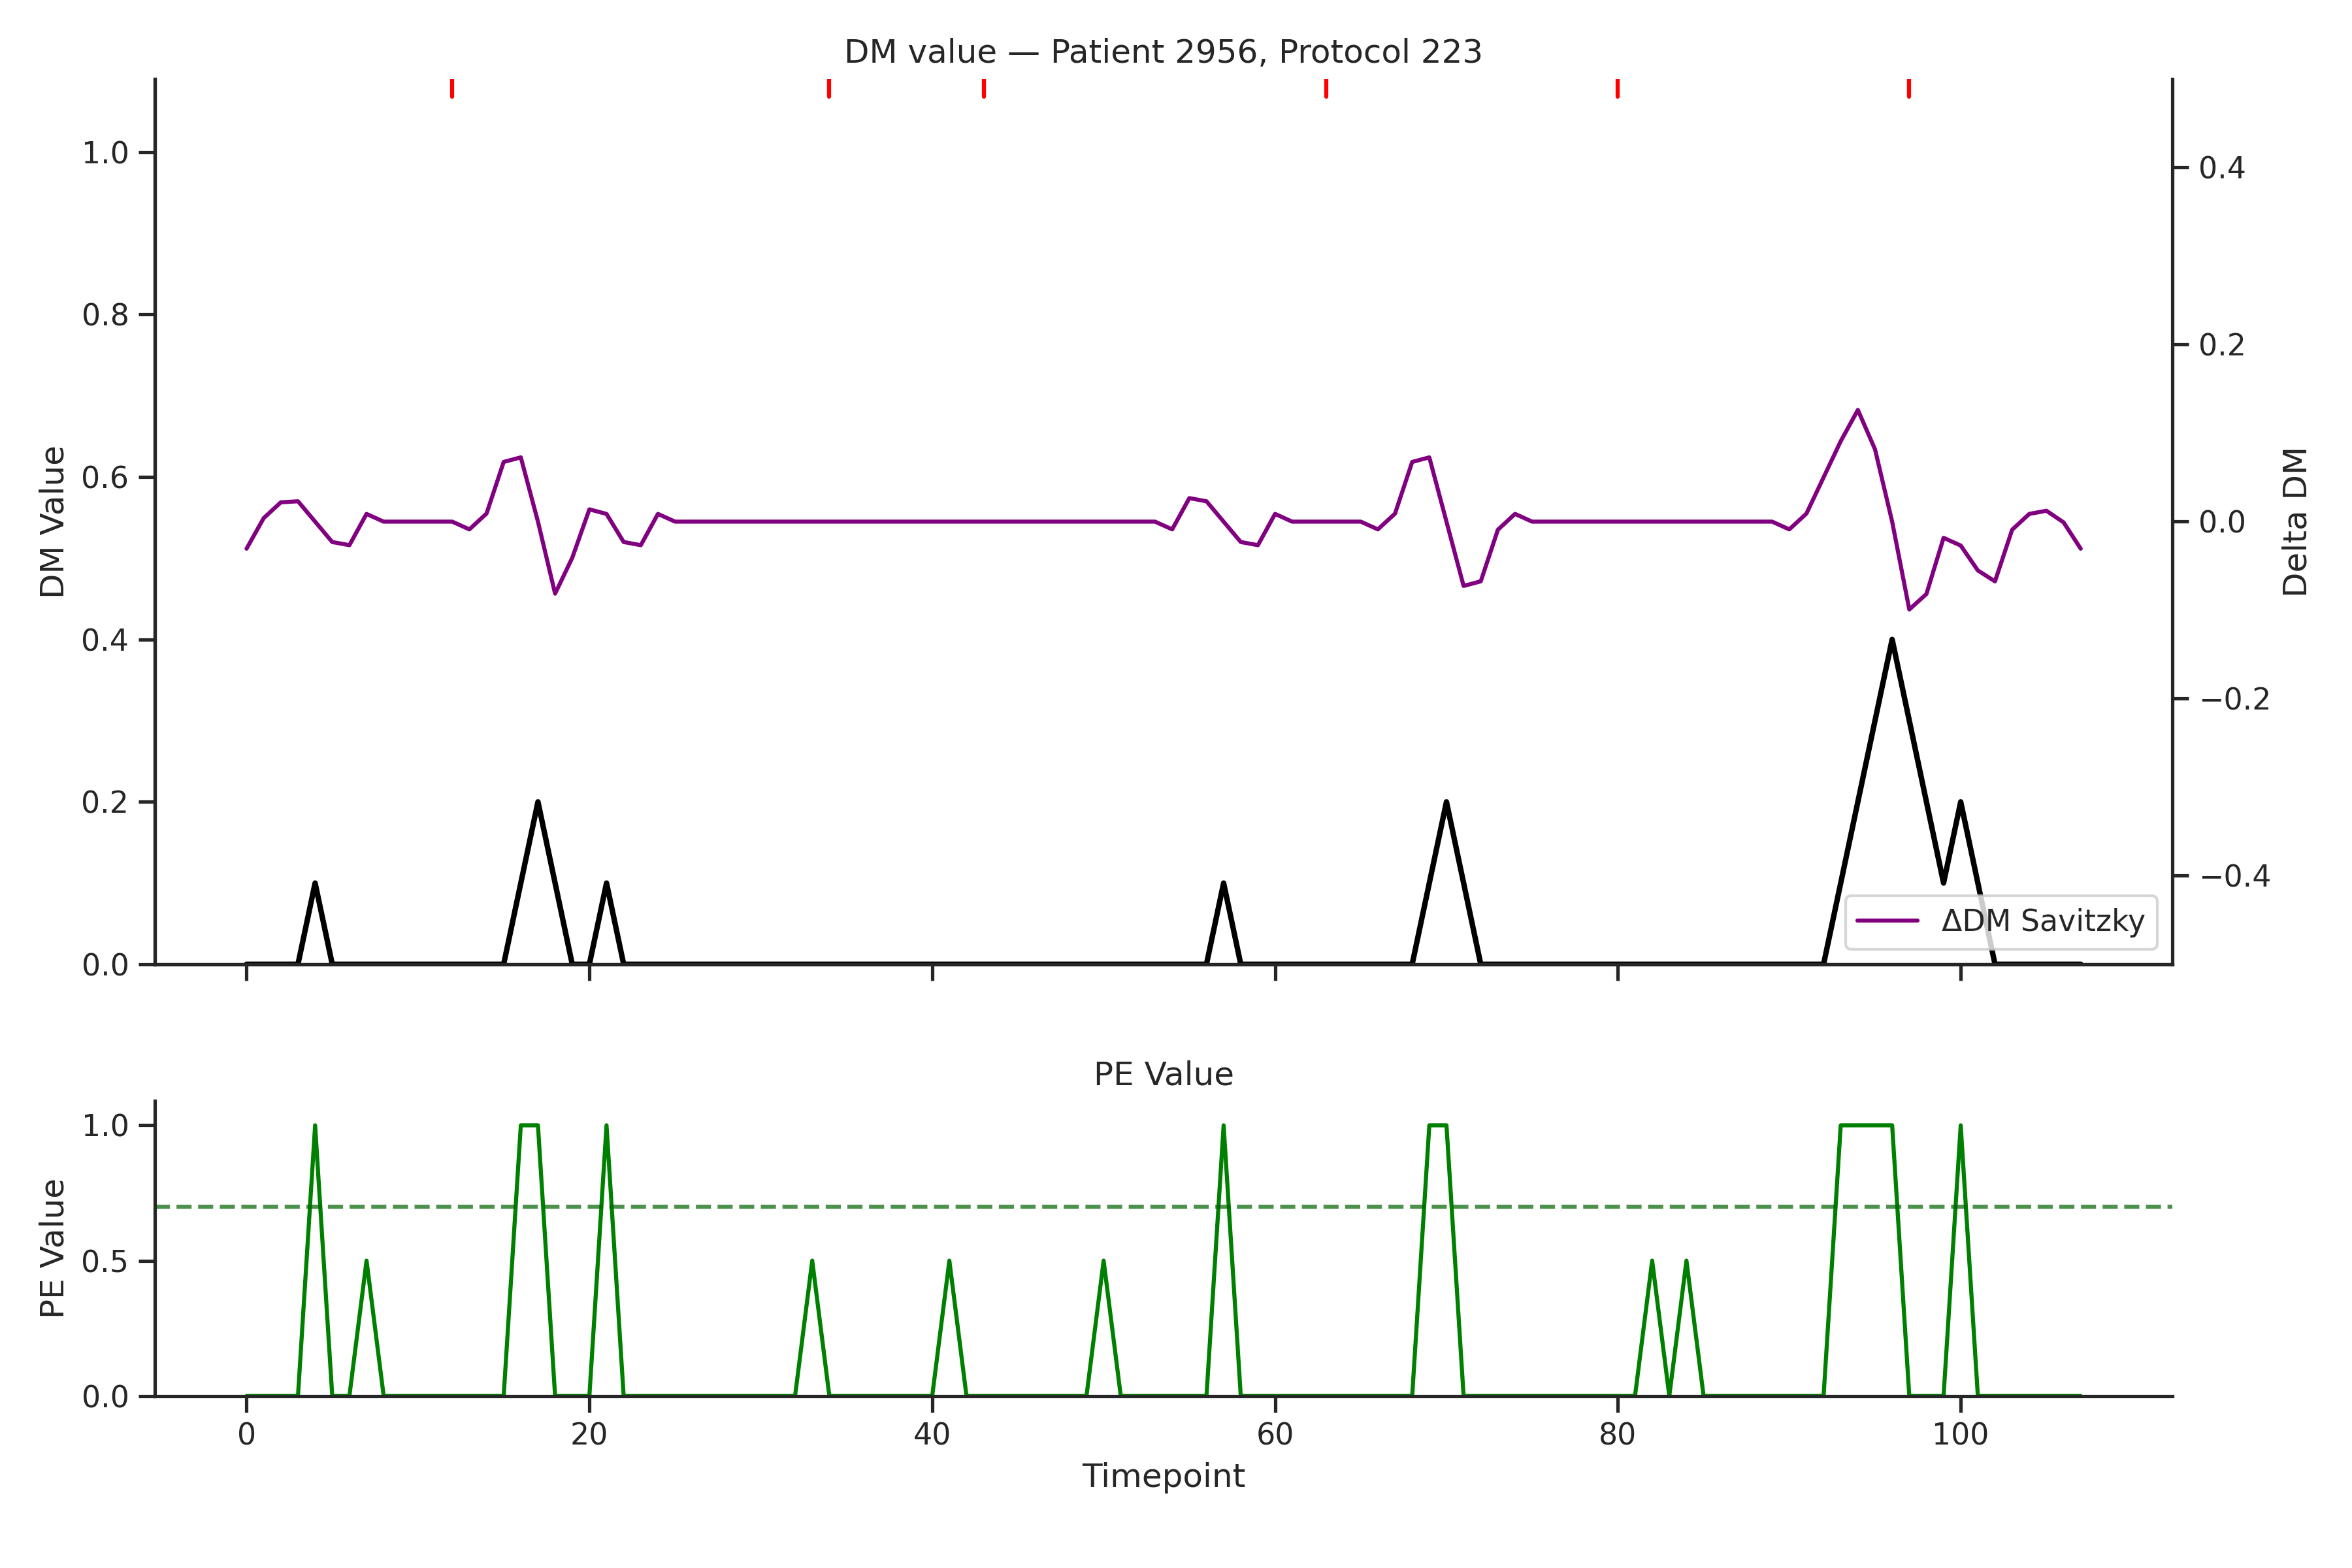 DM value — Patient 2956, Protocol 223
1.0
0.8
0.6
0.4
0.2
0.0
DM Value
0.4
0.2
0.0
−0.2
−0.4
Delta DM
ΔDM Savitzky
PE Value
1.0
0.5
0.0
PE Value
0 20 40 60 80 100
Timepoint